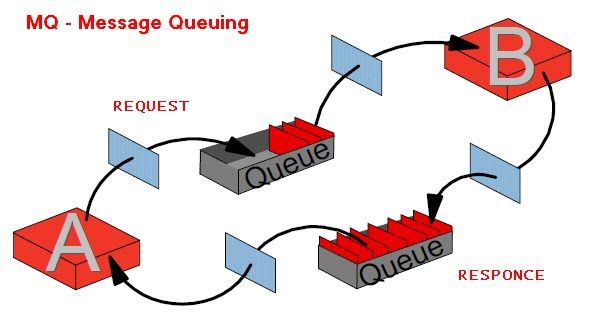 MQ - Message Queuing
B
REQUEST
Queue
A
Queue
RESPONCE